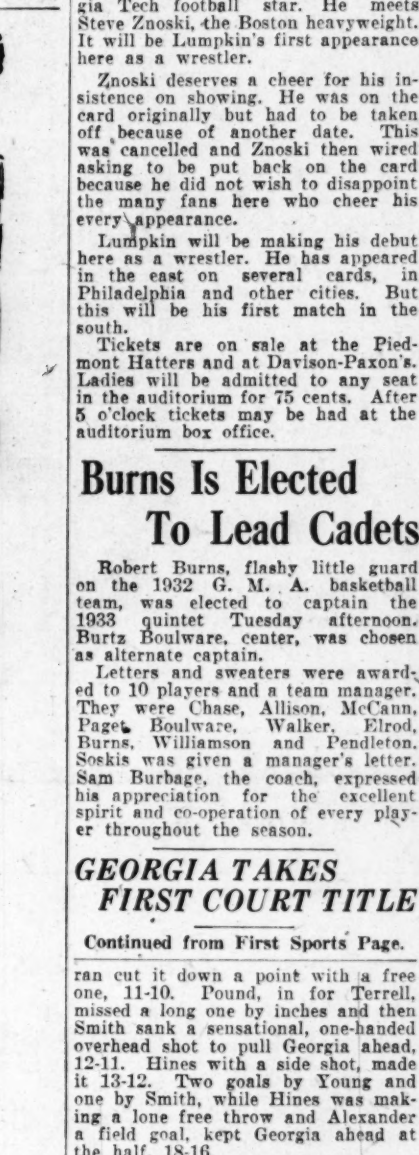 gia Tech football star. He meets
Steve Znoski, the Boston heavyweight.
It will be Lumpkin's first appearance
here as a wrestler.
Znoski deserves a cheer for his in-
sistence on showing. He was on the
card originally but had to be taken
off because of another date. This
was cancelled and Znoski then wired
asking to be put back on the card
because he did not wish to disappoint
the many fans here who cheer his
every appearance.
Lumpkin will be making his debut
here as a wrestler. He has appeared
in the east on several cards, in
Philadelphia and other cities. But
this will be his first match in the
south.
Tickets are on sale at the Pied-
mont Hatters and at Davison-Paxon's.
Ladies will be admitted to any seat
in the auditorium for 75 cents. After
5 o'clock tickets may be had at the
auditorium box office.
Burns Is Elected
To Lead Cadets
Robert Burns, flashy little guard
on the 1932 G. M. A. basketball
team, was elected to captain the
1933 quintet Tuesday afternoon.
Burtz Boulware, center, was chosen
as alternate captain.
Letters and sweaters were award-
ed to 10 players and a team manager.
They were Chase, Allison, McCann,
Paget, Boulware, Walker, Elrod,
Burns, Williamson and Pendleton.
Soskis was given a manager's letter.
Sam Burbage, the coach, expressed
his appreciation for the excellent
spirit and co-operation of every play-
er throughout the season.
GEORGIA TAKES
FIRST COURT TITLE
Continued from First Sports Page.
ran cut it down a point with a free
one, 11-10. Pound, in for Terrell,
missed a long one by inches and then
Smith sank a sensational, one-handed
overhead shot to pull Georgia ahead,
12-11. Hines with a side shot, made
it 13-12. Two goals by Young and
one by Smith, while Hines was mak-
ing a lone free throw and Alexander
a field goal, kept Georgia ahead at
the half, 18-16.